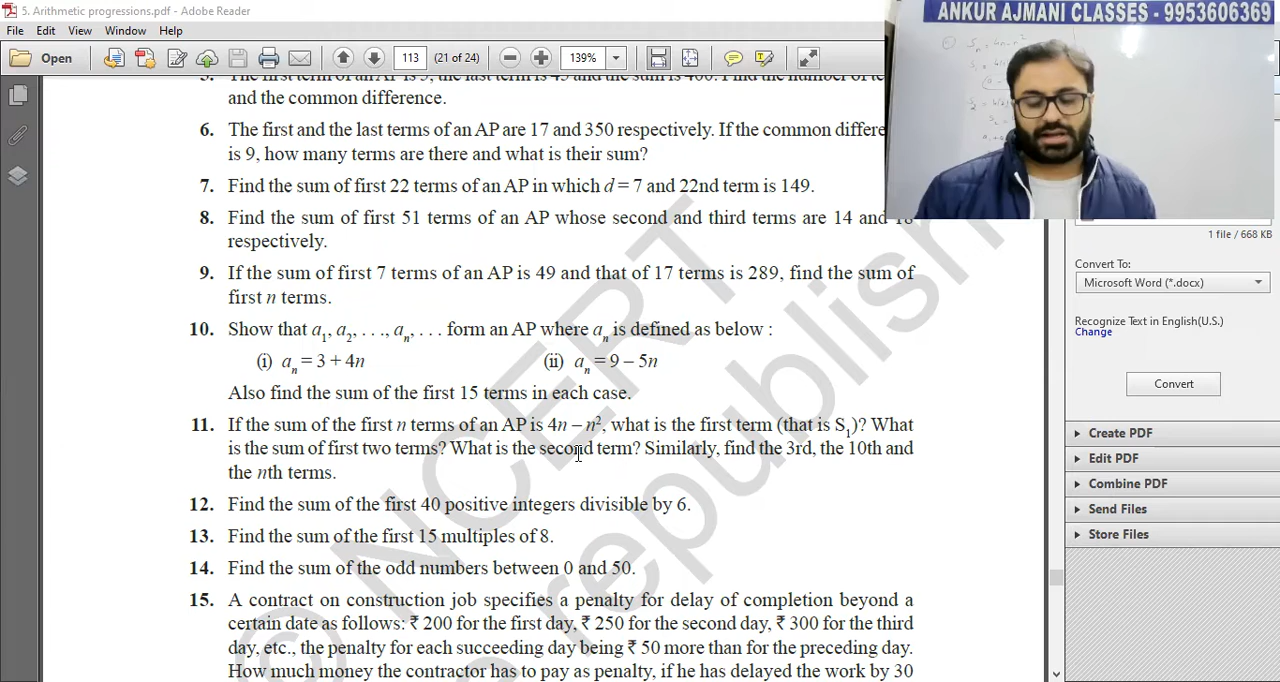 5. Arithmetic progressions.pdf - Adobe Reader
File Edit View Window Help
Open 113 (21 of 24) 139%
ANKUR AJMANI CLASSES - 9953606369
and the common difference.
6. The first and the last terms of an AP are 17 and 350 respectively. If the common differe
is 9, how many terms are there and what is their sum?
7. Find the sum of first 22 terms of an AP in which d = 7 and 22nd term is 149.
8. Find the sum of first 51 terms of an AP whose second and third terms are 14 and 18
respectively.
9. If the sum of first 7 terms of an AP is 49 and that of 17 terms is 289, find the sum of
first n terms.
10. Show that a₁, a₂, . . ., aₙ, . . . form an AP where aₙ is defined as below :
(i) aₙ = 3 + 4n (ii) aₙ = 9 – 5n
Also find the sum of the first 15 terms in each case.
11. If the sum of the first n terms of an AP is 4n – n², what is the first term (that is S₁)? What
is the sum of first two terms? What is the second term? Similarly, find the 3rd, the 10th and
the nth terms.
12. Find the sum of the first 40 positive integers divisible by 6.
13. Find the sum of the first 15 multiples of 8.
14. Find the sum of the odd numbers between 0 and 50.
15. A contract on construction job specifies a penalty for delay of completion beyond a
certain date as follows: ₹ 200 for the first day, ₹ 250 for the second day, ₹ 300 for the third
day, etc., the penalty for each succeeding day being ₹ 50 more than for the preceding day.
How much money the contractor has to pay as penalty, if he has delayed the work by 30
© NCERT
republish
1 file / 668 KB
Convert To:
Microsoft Word (*.docx)
Recognize Text in English(U.S.)
Change
Convert
Create PDF
Edit PDF
Combine PDF
Send Files
Store Files